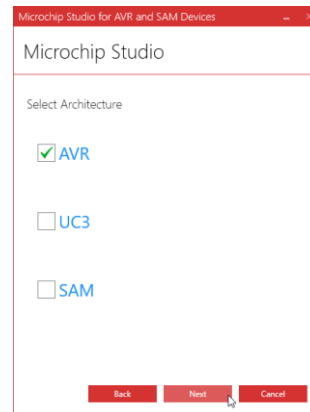 Microchip Studio for AVR and SAM Devices
Microchip Studio
Select Architecture
AVR
UC3
SAM
Back Next Cancel